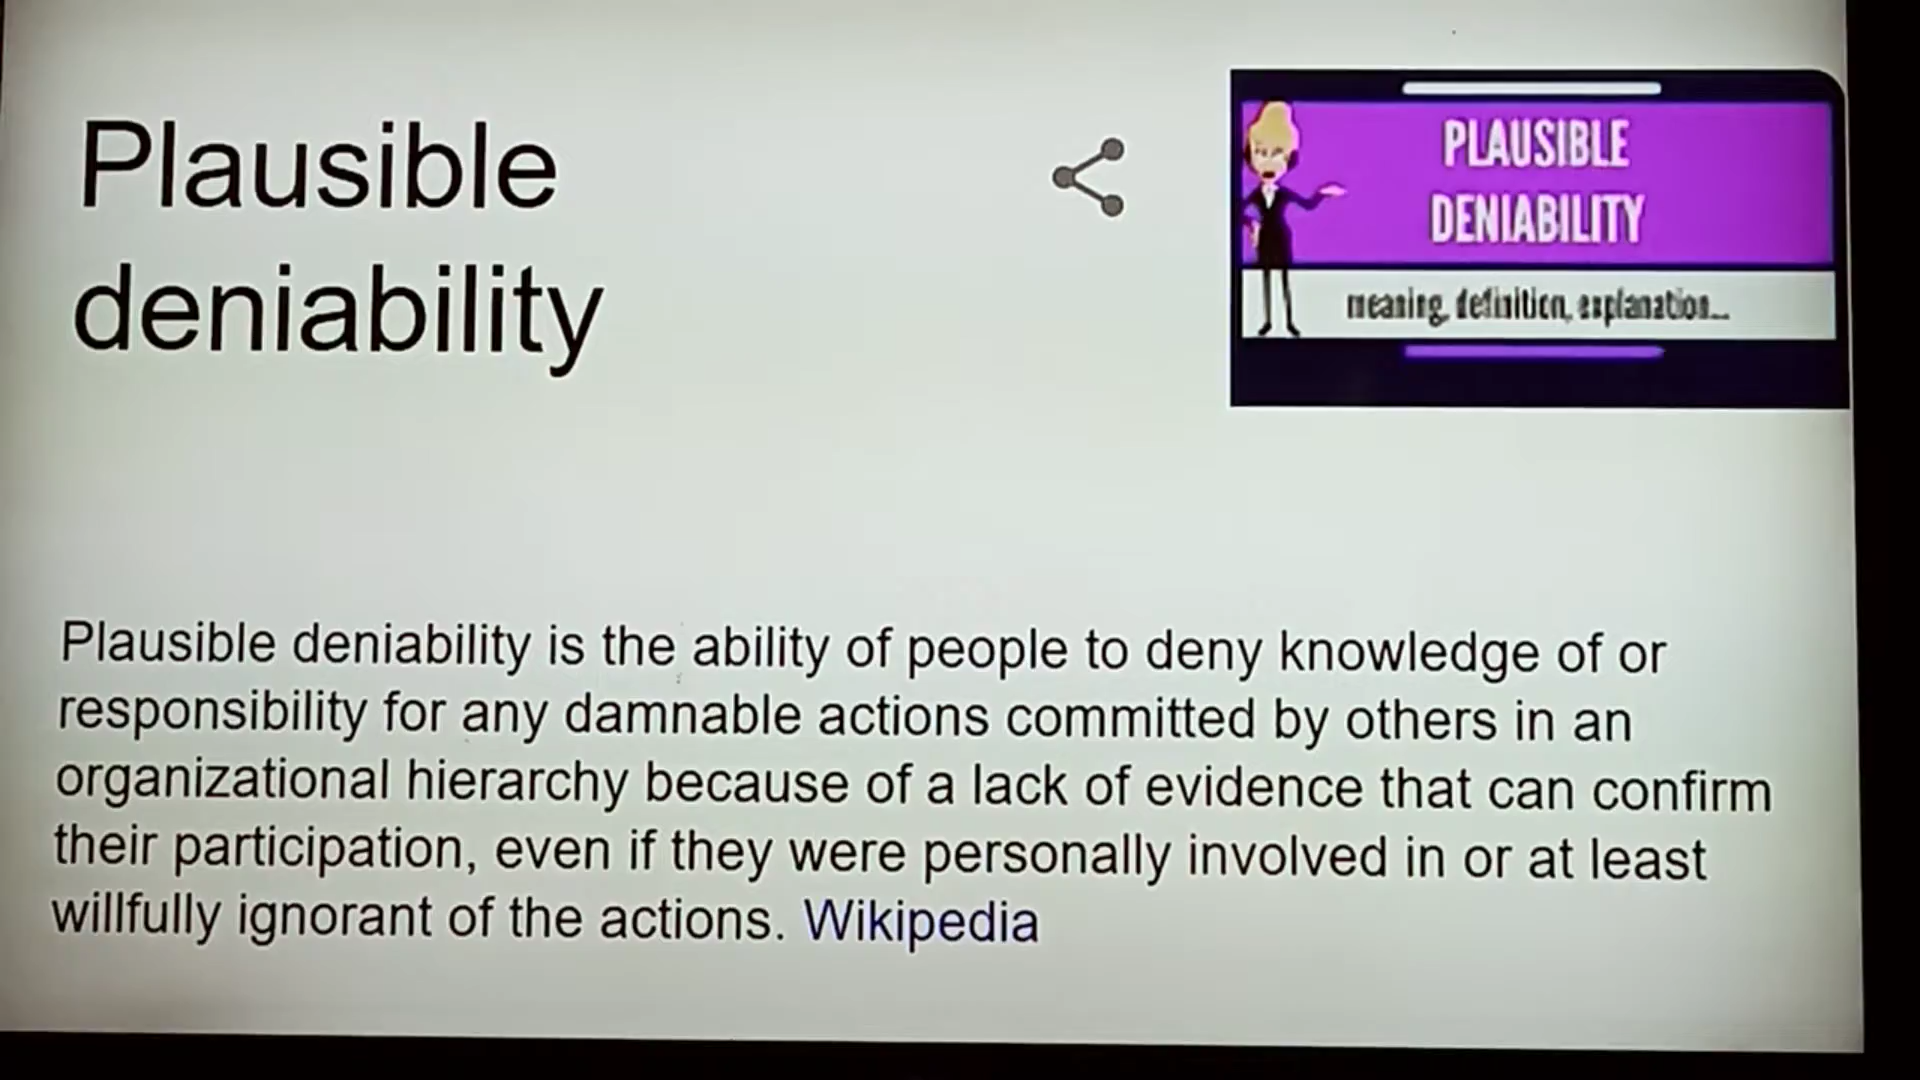 Plausible
deniability
PLAUSIBLE
DENIABILITY
meaning, definition, explanation...
Plausible deniability is the ability of people to deny knowledge of or
responsibility for any damnable actions committed by others in an
organizational hierarchy because of a lack of evidence that can confirm
their participation, even if they were personally involved in or at least
willfully ignorant of the actions. Wikipedia